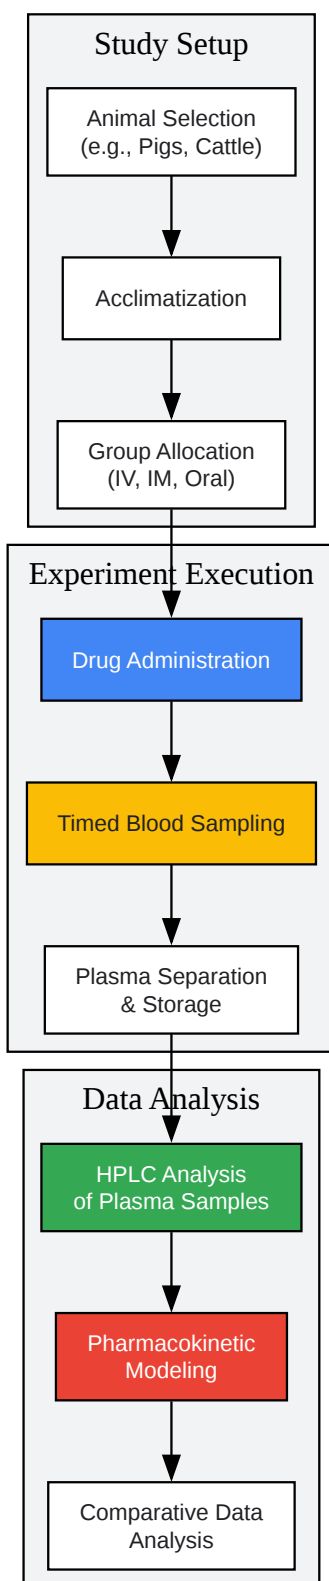 Study Setup
Animal Selection
(e.g., Pigs, Cattle)
Acclimatization
Group Allocation
(IV, IM, Oral)
Experiment Execution
Drug Administration
Timed Blood Sampling
Plasma Separation
& Storage
Data Analysis
HPLC Analysis
of Plasma Samples
Pharmacokinetic
Modeling
Comparative Data
Analysis